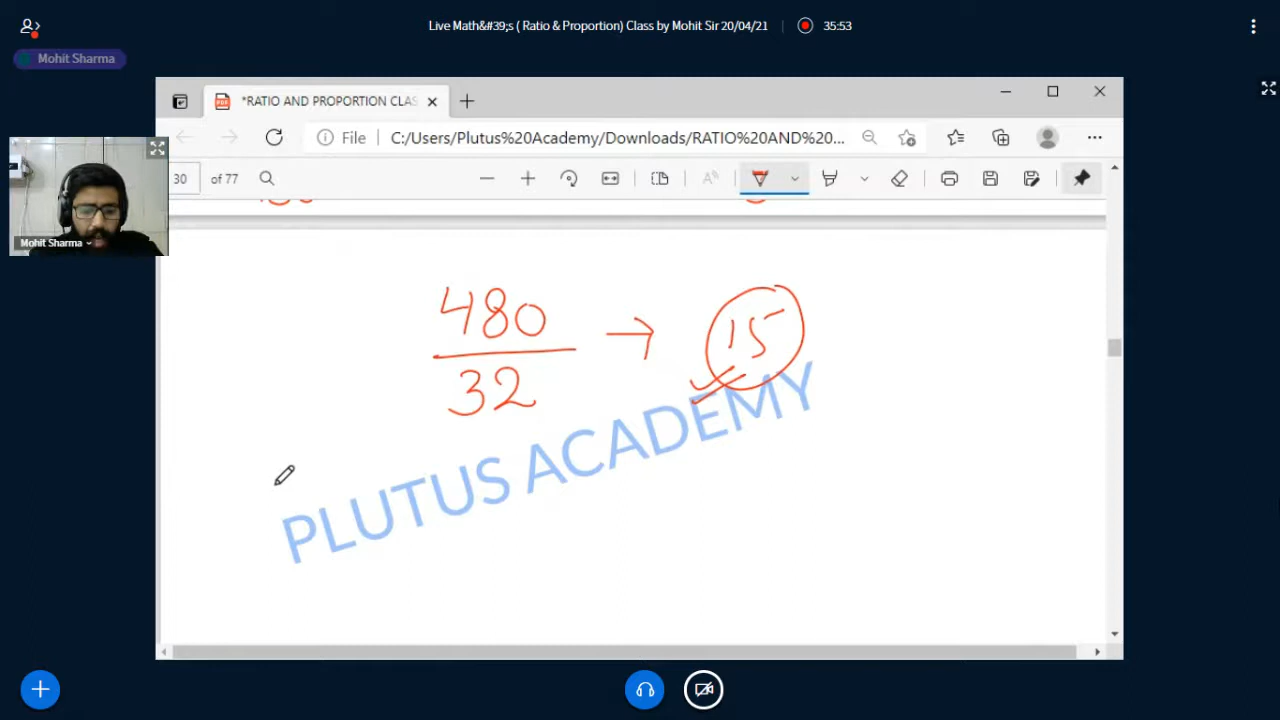 Live Math&#39;s ( Ratio & Proportion) Class by Mohit Sir 20/04/21 35:53
Mohit Sharma
*RATIO AND PROPORTION CLAS
File C:/Users/Plutus%20Academy/Downloads/RATIO%20AND%20...
30 of 77
Mohit Sharma
480
32
→ 15
PLUTUS ACADEMY